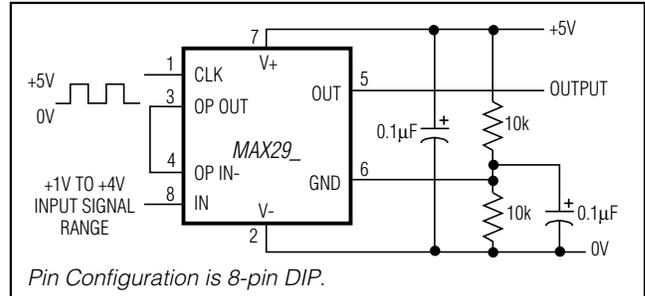 +5V
7
V+
1
CLK
+5V
0V
3
OP OUT
OUT
5
OUTPUT
10k
0.1µF
+
MAX29_
4
OP IN-
6
GND
+1V TO +4V
INPUT SIGNAL
RANGE
8
IN
V-
2
10k
+
0.1µF
0V
Pin Configuration is 8-pin DIP.